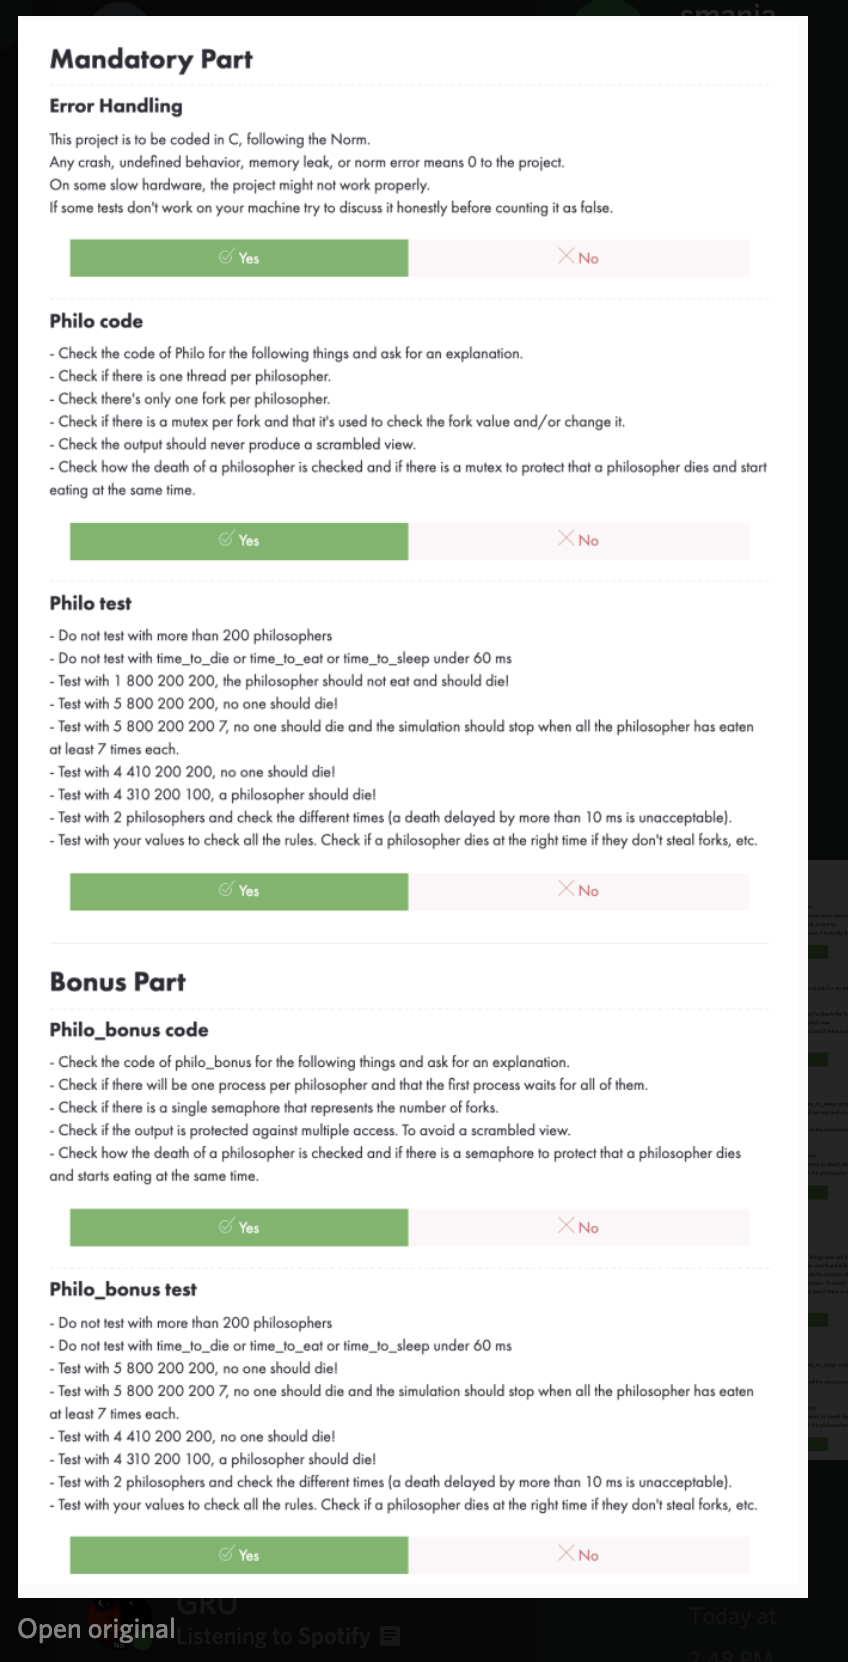 smania
Mandatory Part
Error Handling
This project is to be coded in C, following the Norm.
Any crash, undefined behavior, memory leak, or norm error means 0 to the project.
On some slow hardware, the project might not work properly.
If some tests don't work on your machine try to discuss it honestly before counting it as false.
Yes
No
Philo code
- Check the code of Philo for the following things and ask for an explanation.
- Check if there is one thread per philosopher.
- Check there's only one fork per philosopher.
- Check if there is a mutex per fork and that it's used to check the fork value and/or change it.
- Check the output should never produce a scrambled view.
- Check how the death of a philosopher is checked and if there is a mutex to protect that a philosopher dies and start
eating at the same time.
Yes
No
Philo test
- Do not test with more than 200 philosophers
- Do not test with time_to_die or time_to_eat or time_to_sleep under 60 ms
- Test with 1 800 200 200, the philosopher should not eat and should die!
- Test with 5 800 200 200, no one should die!
- Test with 5 800 200 200 7, no one should die and the simulation should stop when all the philosopher has eaten
at least 7 times each.
- Test with 4 410 200 200, no one should die!
- Test with 4 310 200 100, a philosopher should die!
- Test with 2 philosophers and check the different times (a death delayed by more than 10 ms is unacceptable).
- Test with your values to check all the rules. Check if a philosopher dies at the right time if they don't steal forks, etc.
Yes
No
Bonus Part
Philo_bonus code
- Check the code of philo_bonus for the following things and ask for an explanation.
- Check if there will be one process per philosopher and that the first process waits for all of them.
- Check if there is a single semaphore that represents the number of forks.
- Check if the output is protected against multiple access. To avoid a scrambled view.
- Check how the death of a philosopher is checked and if there is a semaphore to protect that a philosopher dies
and starts eating at the same time.
Yes
No
Philo_bonus test
- Do not test with more than 200 philosophers
- Do not test with time_to_die or time_to_eat or time_to_sleep under 60 ms
- Test with 5 800 200 200, no one should die!
- Test with 5 800 200 200 7, no one should die and the simulation should stop when all the philosopher has eaten
at least 7 times each.
- Test with 4 410 200 200, no one should die!
- Test with 4 310 200 100, a philosopher should die!
- Test with 2 philosophers and check the different times (a death delayed by more than 10 ms is unacceptable).
- Test with your values to check all the rules. Check if a philosopher dies at the right time if they don't steal forks, etc.
Yes
No
GRU
Open original
Listening to Spotify
Today at
2:48 PM